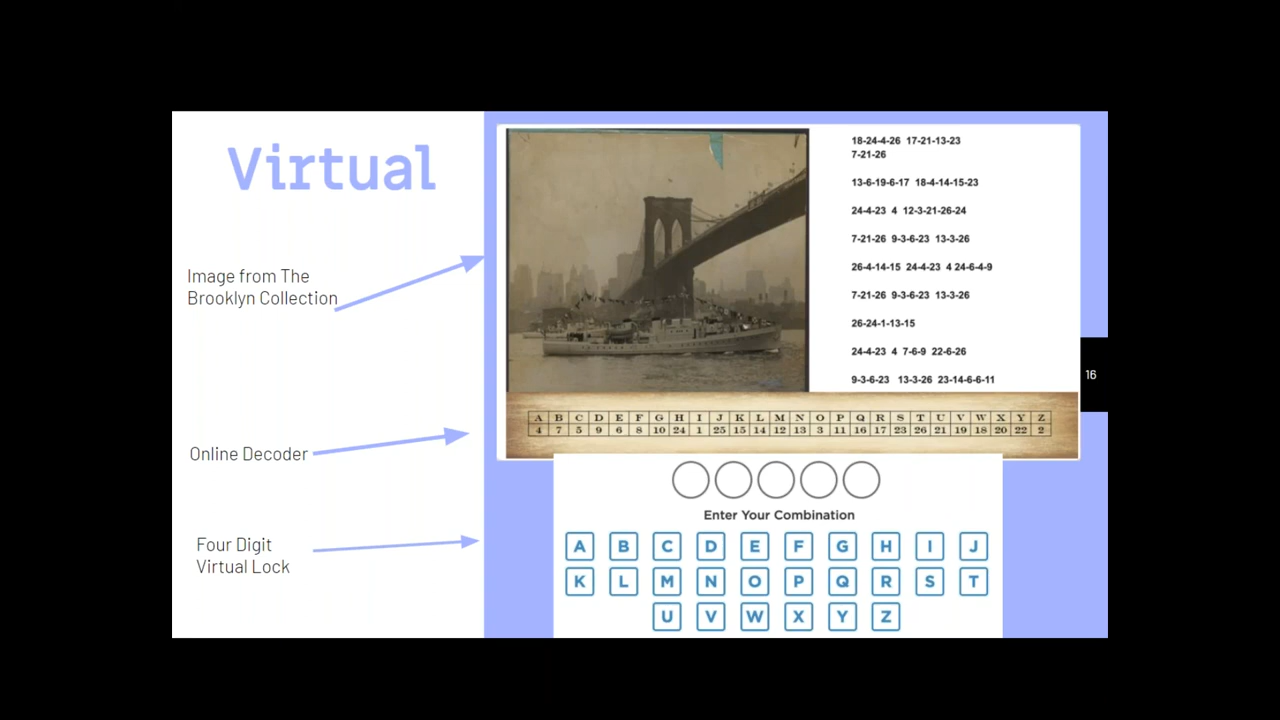 Virtual
Image from The
Brooklyn Collection
Online Decoder
Four Digit
Virtual Lock
18-24-4-26 17-21-13-23
7-21-26
13-6-19-6-17 18-4-14-15-23
24-4-23 4 12-3-21-26-24
7-21-26 9-3-6-23 13-3-26
26-4-14-15 24-4-23 4 24-6-4-9
7-21-26 9-3-6-23 13-3-26
26-24-1-13-15
24-4-23 4 7-6-9 22-6-26
9-3-6-23 13-3-26 23-14-6-6-11
A B C D E F G H I J K L M N O P Q R S T U V W X Y Z
4 7 5 9 6 8 10 24 1 25 15 14 12 13 3 11 16 17 23 26 21 19 18 20 22 2
Enter Your Combination
A B C D E F G H I J
K L M N O P Q R S T
U V W X Y Z
16